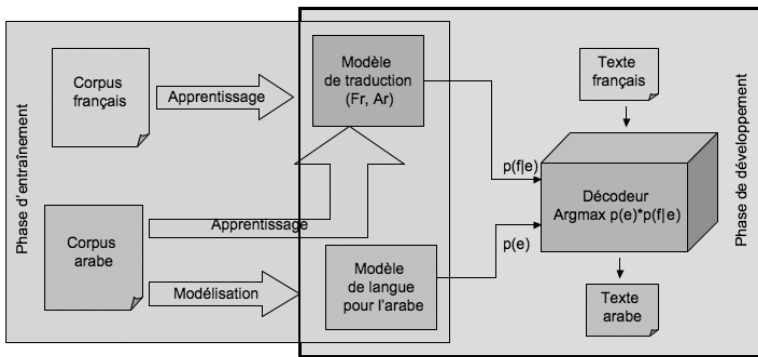 Phase d'entraînement
Corpus
français
Apprentissage
Modèle
de traduction
(Fr, Ar)
Texte
français
Phase de développement
p(f|e)
Décodeur
Argmax p(e)*p(f|e)
Apprentissage
Corpus
arabe
p(e)
Modélisation
Modèle
de langue
pour l'arabe
Texte
arabe